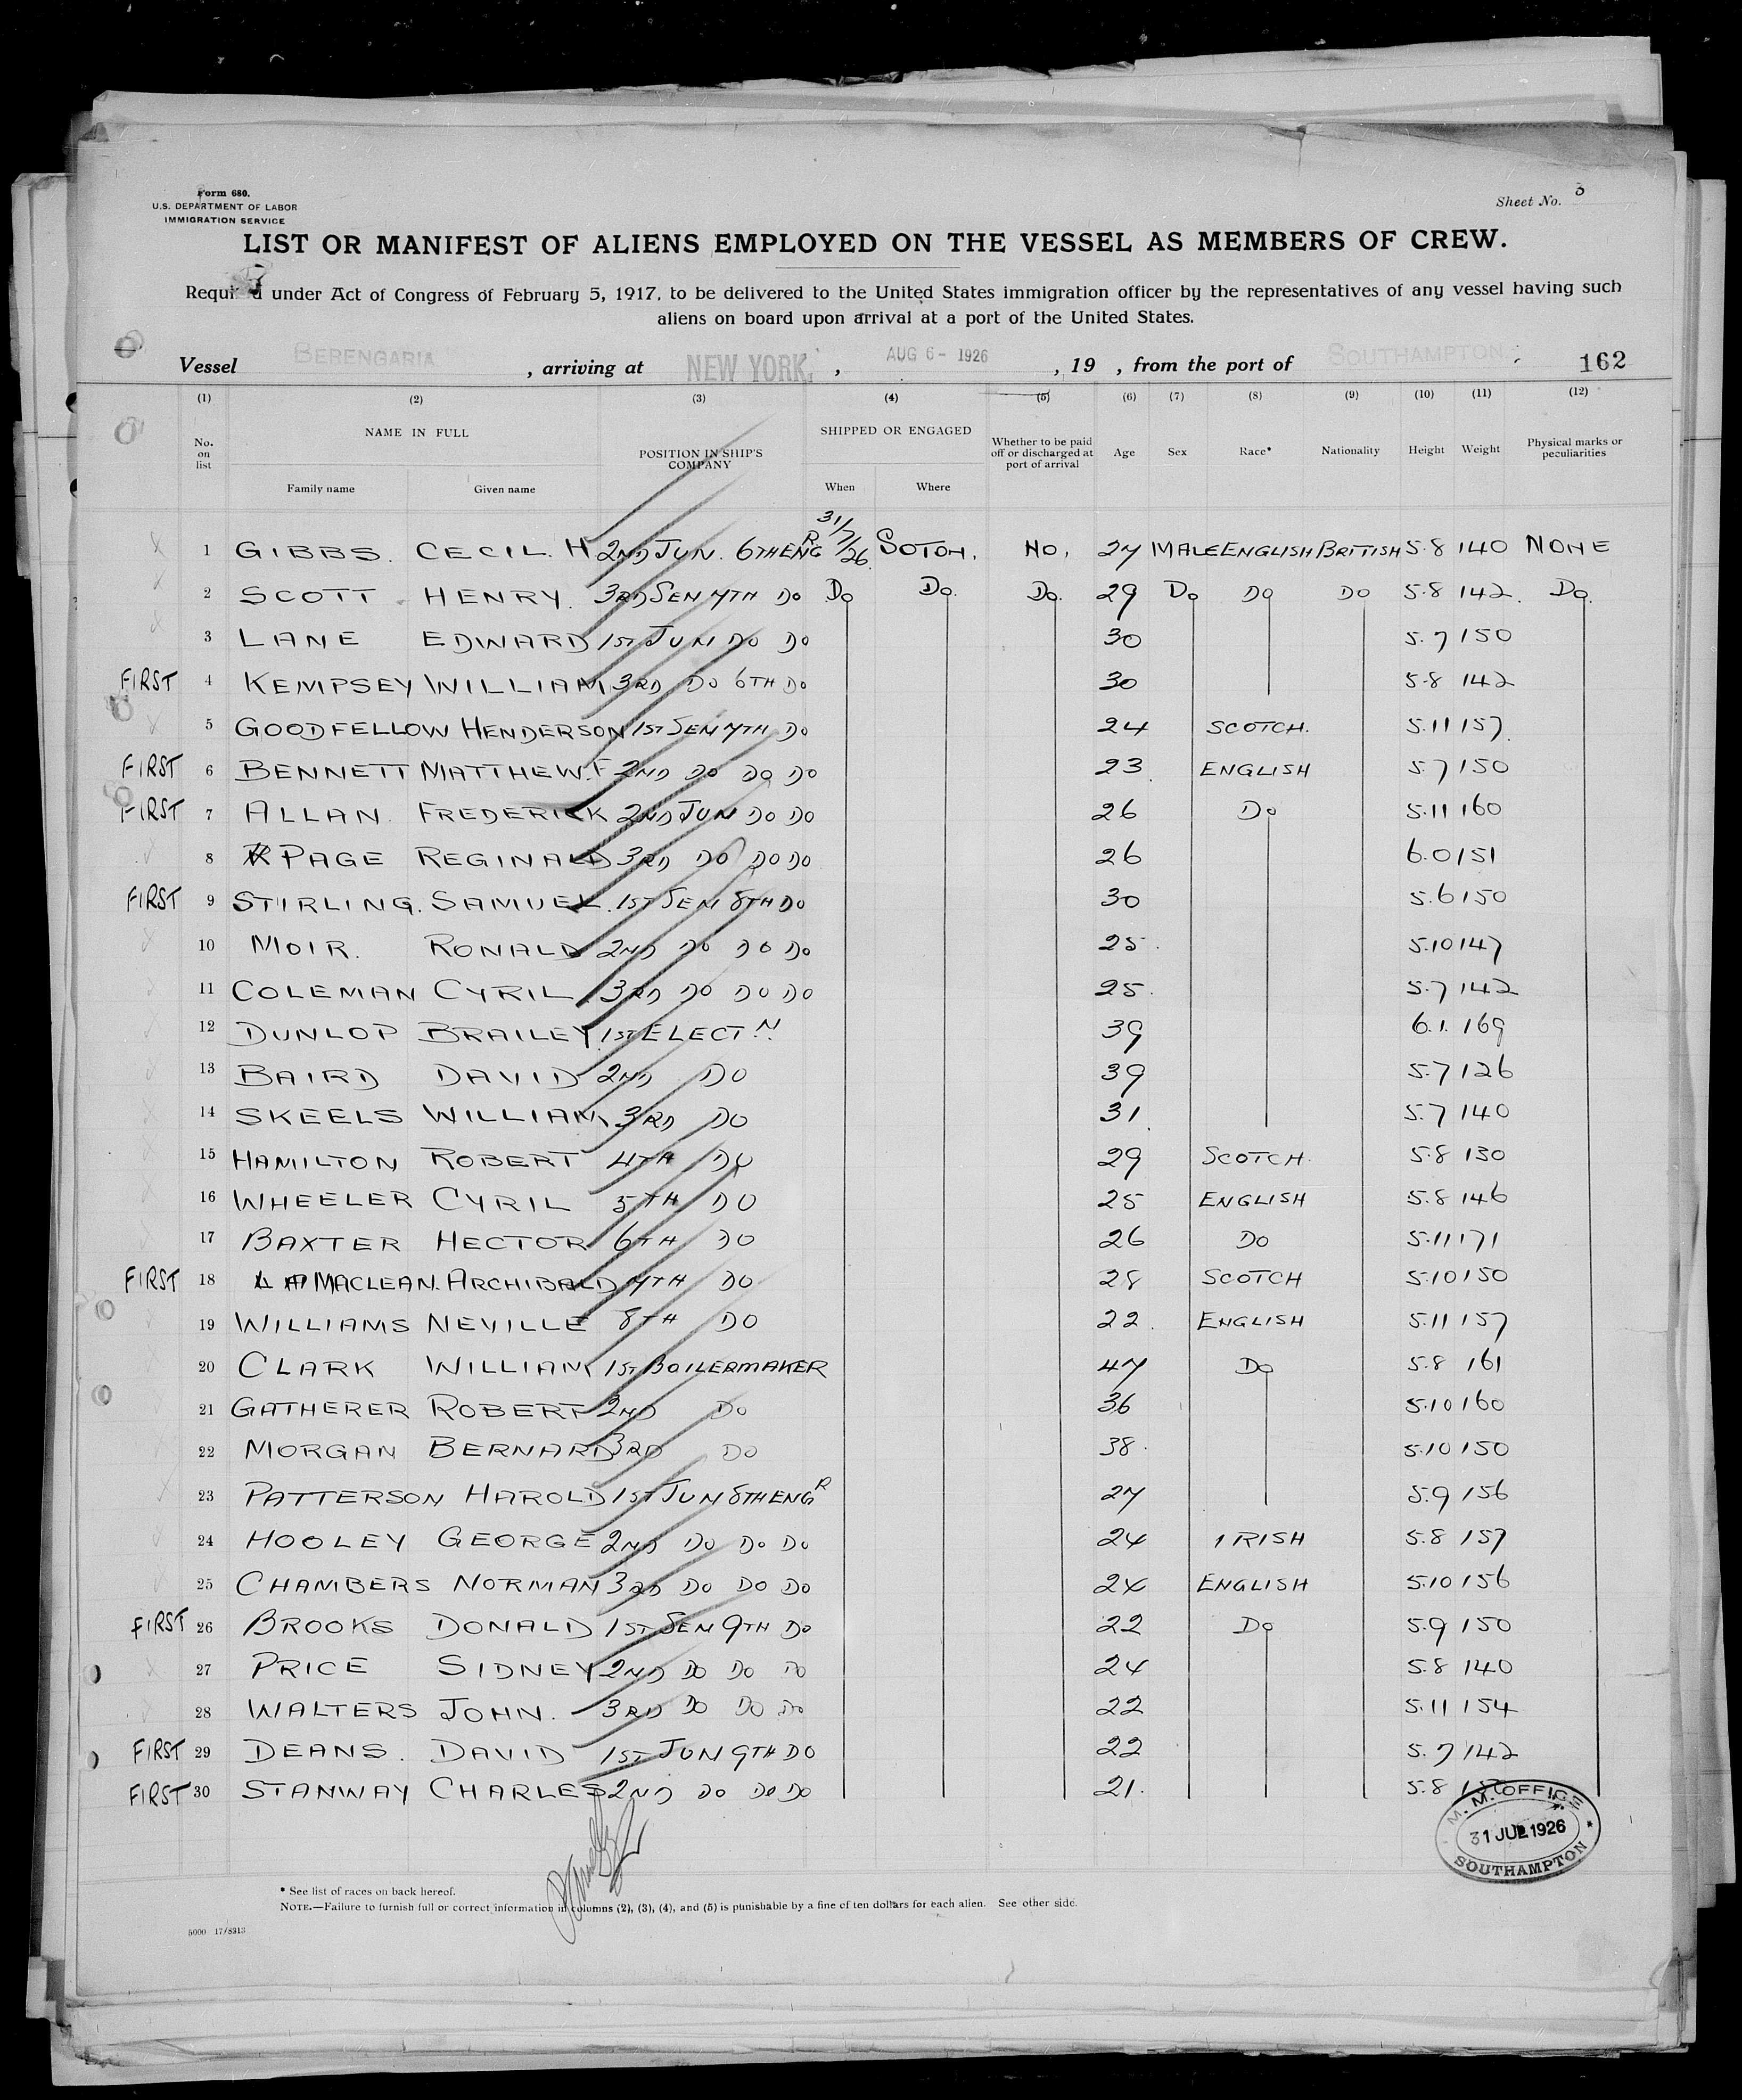 Form 680.
U.S. DEPARTMENT OF LABOR
IMMIGRATION SERVICE
Sheet No. 3
LIST OR MANIFEST OF ALIENS EMPLOYED ON THE VESSEL AS MEMBERS OF CREW.
Required under Act of Congress of February 5, 1917, to be delivered to the United States immigration officer by the representatives of any vessel having such
aliens on board upon arrival at a port of the United States.
Vessel BERENGARIA , arriving at NEW YORK, , AUG 6 - 1926 , 19 , from the port of SOUTHAMPTON 162
(1) (2) (3) (4) (5) (6) (7) (8) (9) (10) (11) (12)
No. on list NAME IN FULL Family name Given name POSITION IN SHIP'S COMPANY SHIPPED OR ENGAGED When Where Whether to be paid off or discharged at port of arrival Age Sex Race* Nationality Height Weight Physical marks or peculiarities
1 GIBBS. CECIL. H 2ND JUN. 6TH ENGR 31/7/26 SOTON. NO. 27 MALE ENGLISH BRITISH 5.8 140 NONE
2 SCOTT HENRY. 3RD SEN 7TH DO DO DO. DO. 29 DO DO DO 5.8 142. DO.
3 LANE EDWARD 1ST JUN DO DO 30 5.7 150
FIRST 4 KEMPSEY WILLIAM 3RD DO 6TH DO 30 5.8 142
5 GOODFELLOW HENDERSON 1ST SEN 7TH DO 24 SCOTCH. 5.11 157.
FIRST 6 BENNETT MATTHEW. F 2ND DO DO DO 23 ENGLISH 5.7 150
FIRST 7 ALLAN. FREDERICK 2ND JUN DO DO 26 DO 5.11 160
8 PAGE REGINALD 3RD DO DO DO 26 6.0 151
FIRST 9 STIRLING. SAMUEL. 1ST SEN 8TH DO 30 5.6 150
10 MOIR. RONALD 2ND DO DO DO 25. 5.10 147
11 COLEMAN CYRIL. 3RD DO DO DO 25. 5.7 142
12 DUNLOP BRAILEY. 1ST ELECT.N 39 6.1. 169
13 BAIRD DAVID 2ND DO 39 5.7 126
14 SKEELS WILLIAM 3RD DO 31 5.7 140
15 HAMILTON ROBERT 4TH DO 29 SCOTCH. 5.8 130
16 WHEELER CYRIL 5TH DO 25 ENGLISH 5.8 146
17 BAXTER HECTOR 6TH DO 26 DO 5.11 171
FIRST 18 MACLEAN. ARCHIBALD 7TH DO 28 SCOTCH 5.10 150
19 WILLIAMS NEVILLE 8TH DO 22. ENGLISH 5.11 157
20 CLARK WILLIAM 1ST BOILERMAKER 47 DO 5.8 161
21 GATHERER ROBERT 2ND DO 36 5.10 160
22 MORGAN BERNARD 3RD DO 38. 5.10 150
23 PATTERSON HAROLD 1ST JUN 8TH ENGR 27 5.9 156
24 HOOLEY GEORGE 2ND DO DO DO 24 IRISH 5.8 157
25 CHAMBERS NORMAN 3RD DO DO DO 24 ENGLISH 5.10 156
FIRST 26 BROOKS DONALD 1ST SEN 9TH DO 22 DO 5.9 150
27 PRICE SIDNEY 2ND DO DO DO 24 5.8 140
28 WALTERS JOHN. 3RD DO DO DO 22 5.11 154
FIRST 29 DEANS. DAVID 1ST JUN 9TH DO 22 5.7 142
FIRST 30 STANWAY CHARLES 2ND DO DO DO 21. 5.8
M. M. OFFICE
31 JUL 1926
SOUTHAMPTON
* See list of races on back hereof.
NOTE.—Failure to furnish full or correct information in columns (2), (3), (4), and (5) is punishable by a fine of ten dollars for each alien. See other side.
5000 17/8313